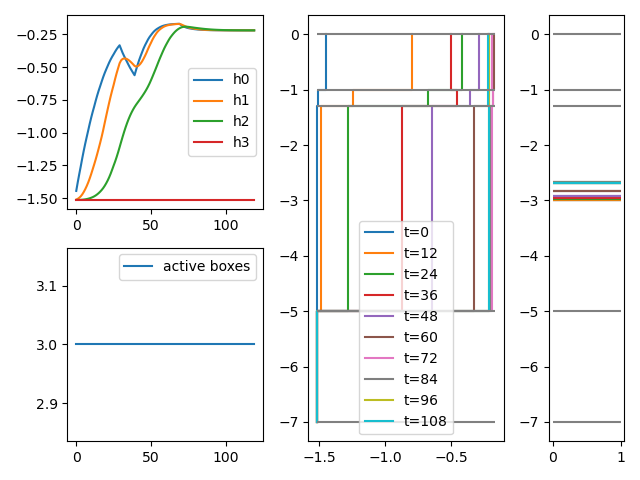 −0.25
−0.50
−0.75
−1.00
−1.25
−1.50
0
50
100
h0
h1
h2
h3
3.1
3.0
2.9
0
50
100
active boxes
0
−1
−2
−3
−4
−5
−6
−7
−1.5
−1.0
−0.5
t=0
t=12
t=24
t=36
t=48
t=60
t=72
t=84
t=96
t=108
0
−1
−2
−3
−4
−5
−6
−7
0
1